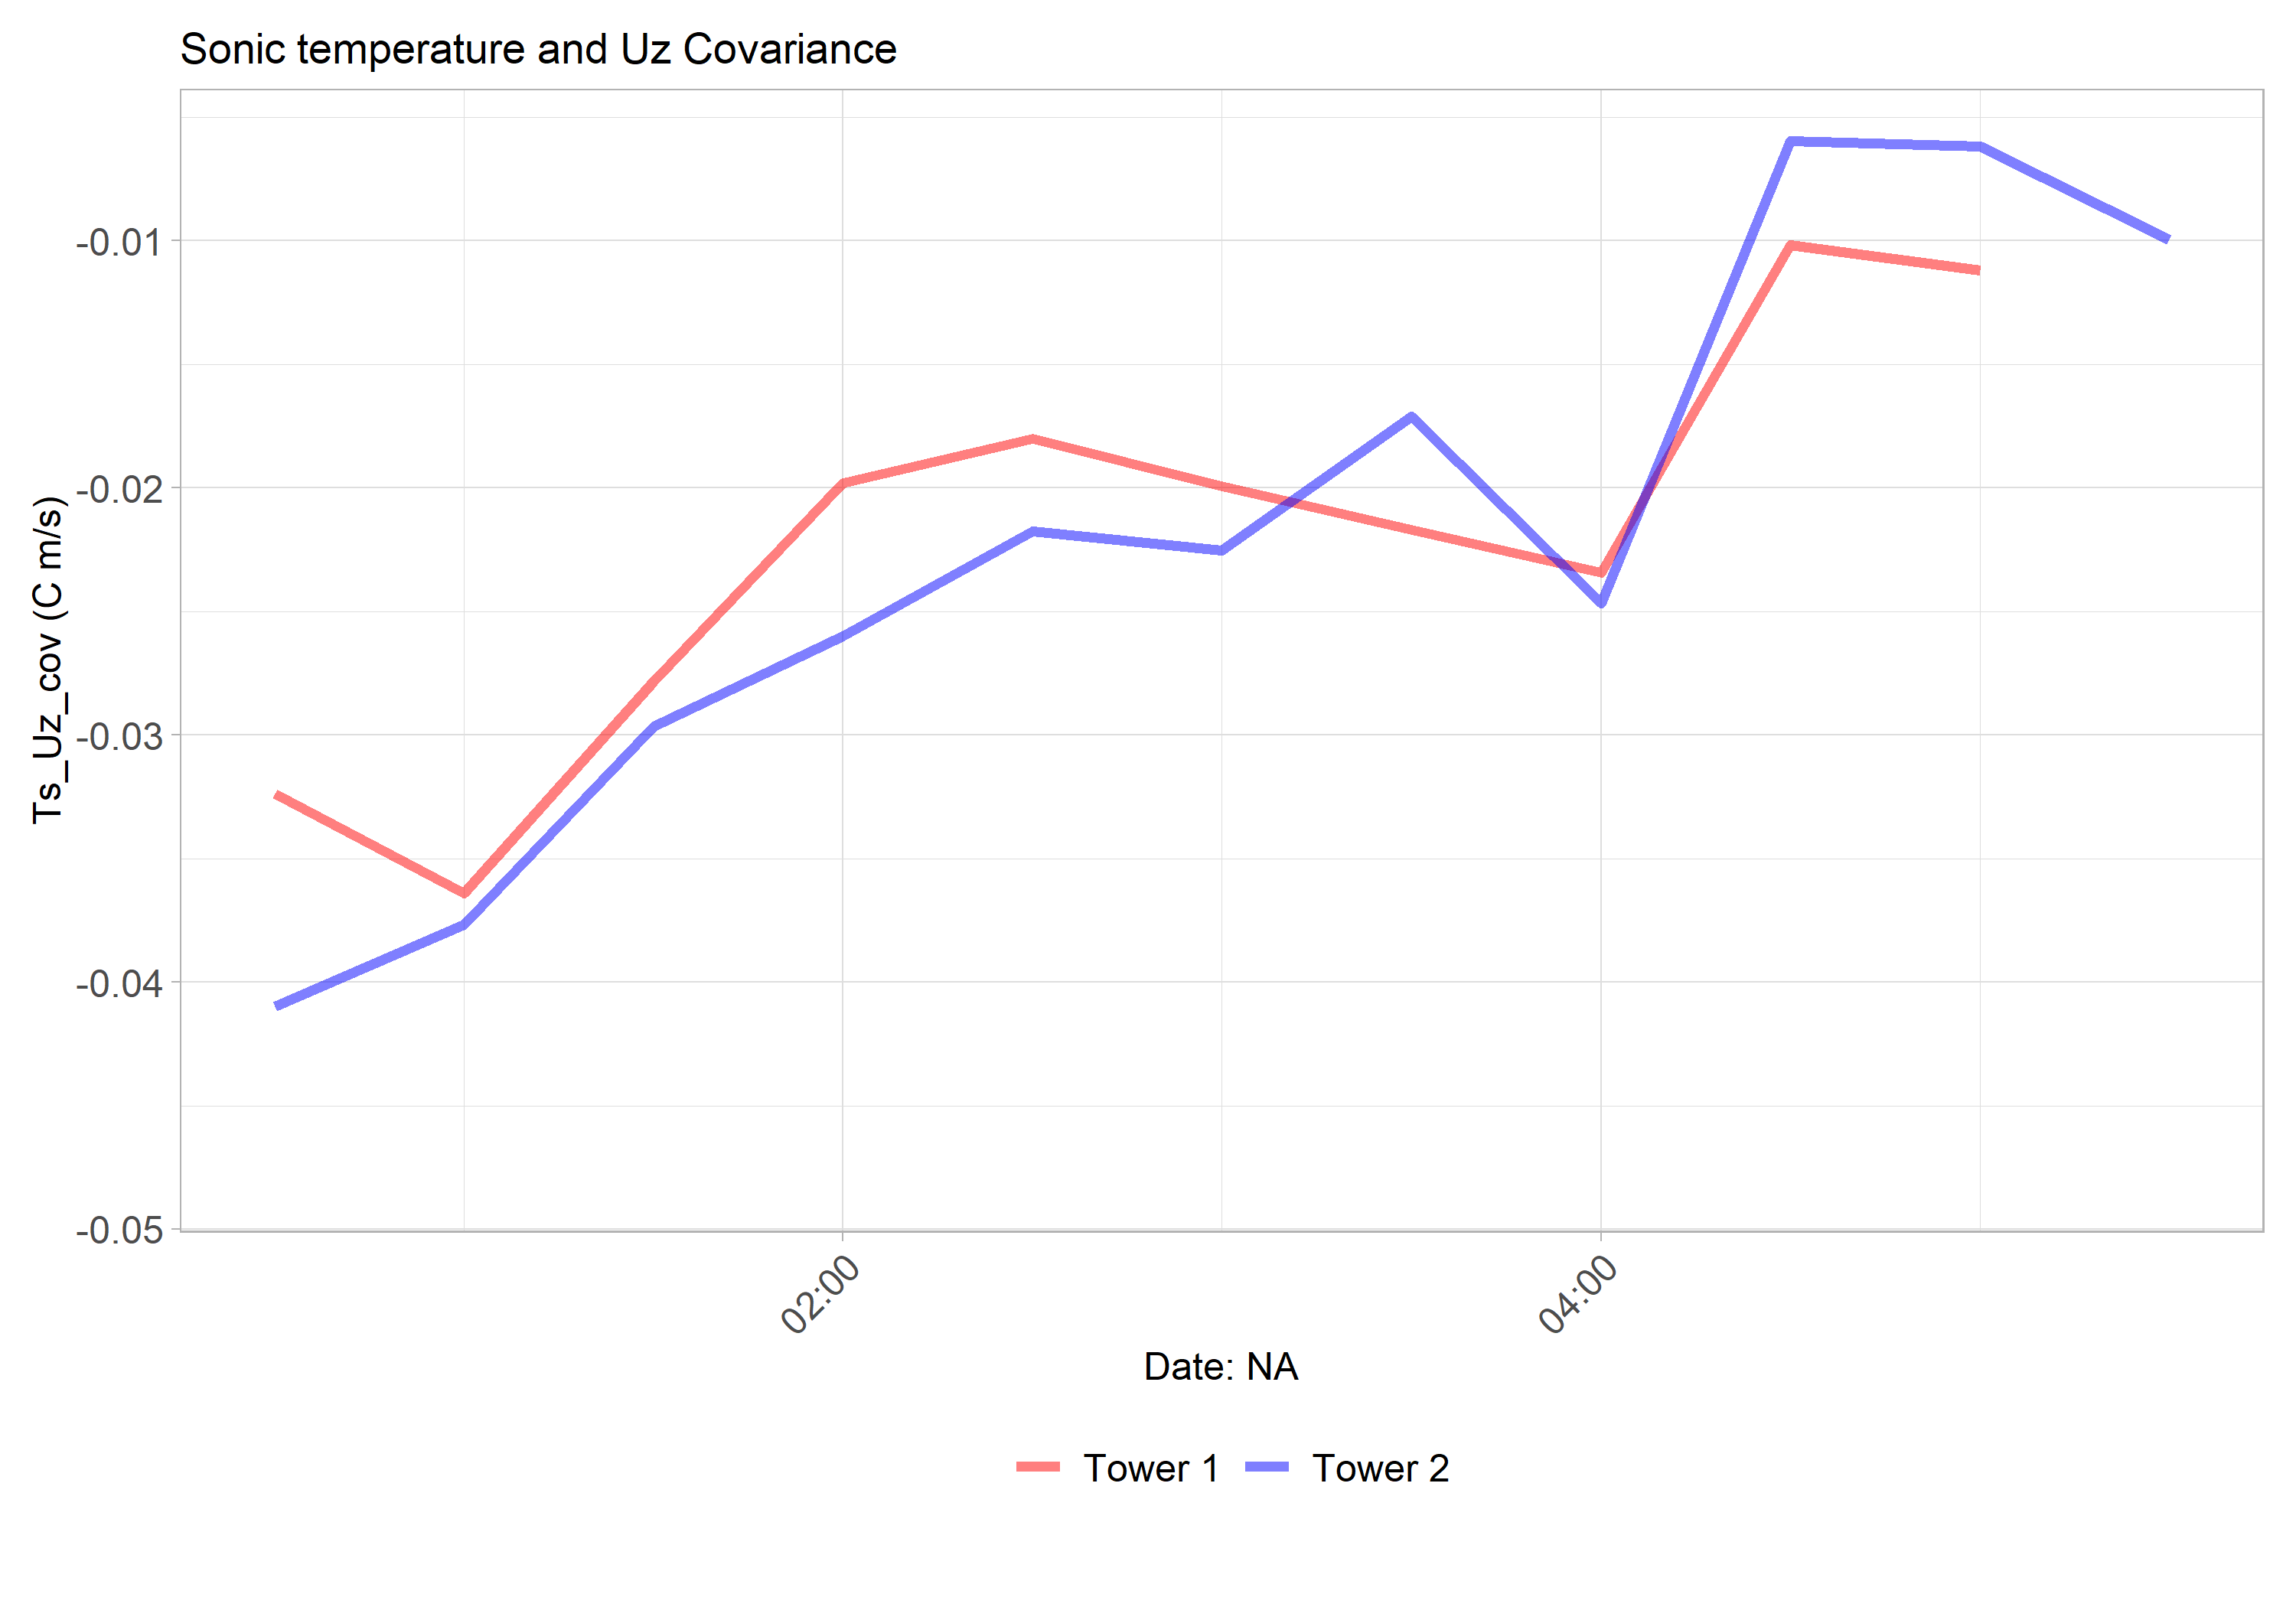 Sonic temperature and Uz Covariance
Ts_Uz_cov (C m/s)
-0.01
-0.02
-0.03
-0.04
-0.05
02:00
04:00
Date: NA
Tower 1
Tower 2